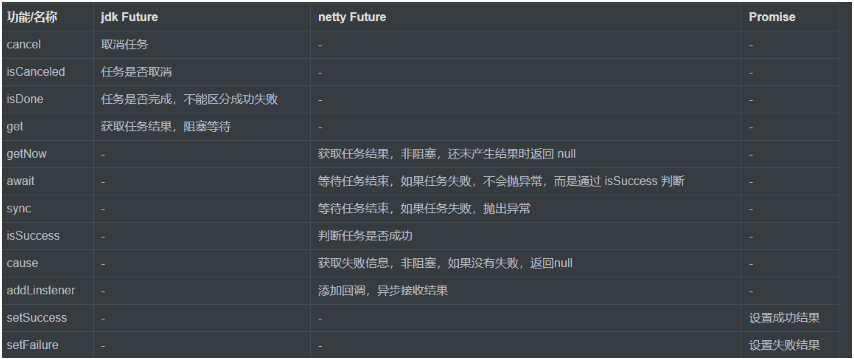 功能/名称 jdk Future netty Future Promise
cancel 取消任务 - -
isCanceled 任务是否取消 - -
isDone 任务是否完成，不能区分成功失败 - -
get 获取任务结果，阻塞等待 - -
getNow - 获取任务结果，非阻塞，还未产生结果时返回 null -
await - 等待任务结束，如果任务失败，不会抛异常，而是通过 isSuccess 判断 -
sync - 等待任务结束，如果任务失败，抛出异常 -
isSuccess - 判断任务是否成功 -
cause - 获取失败信息，非阻塞，如果没有失败，返回null -
addLinstener - 添加回调，异步接收结果 -
setSuccess - - 设置成功结果
setFailure - - 设置失败结果